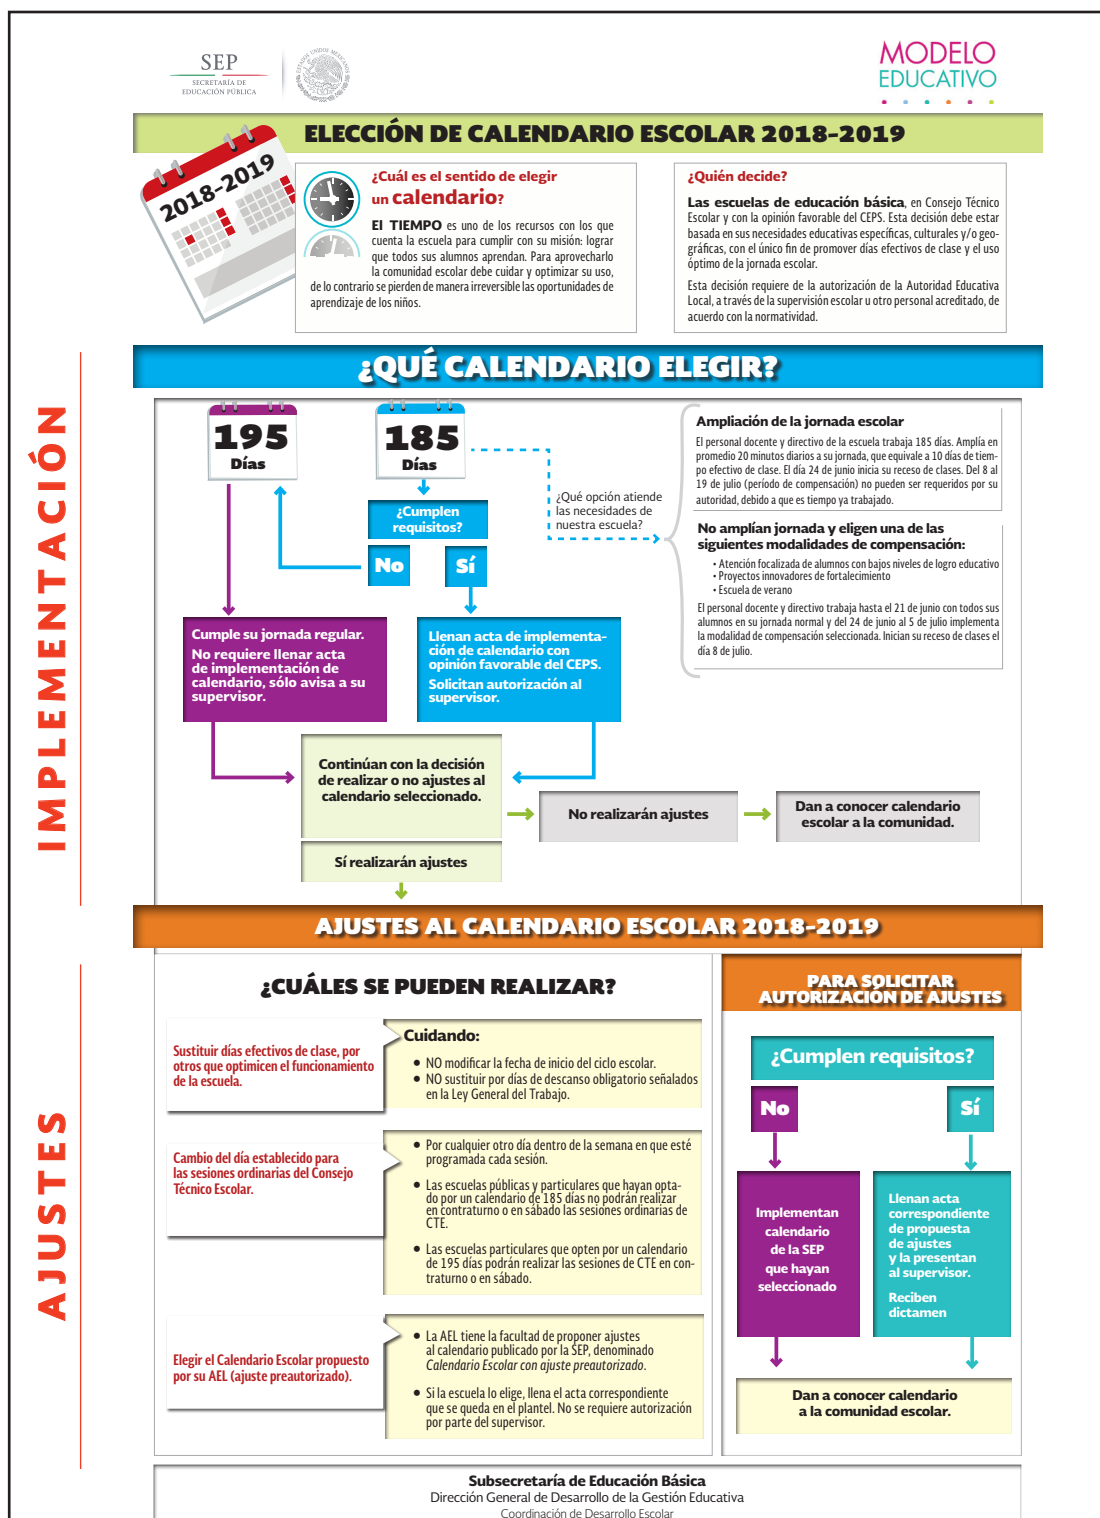 SEP
SECRETARÍA DE
EDUCACIÓN PÚBLICA
ESTADOS UNIDOS MEXICANOS
MODELO
EDUCATIVO
ELECCIÓN DE CALENDARIO ESCOLAR 2018-2019
2018-2019
¿Cuál es el sentido de elegir
un calendario?
El TIEMPO es uno de los recursos con los que
cuenta la escuela para cumplir con su misión: lograr
que todos sus alumnos aprendan. Para aprovecharlo
la comunidad escolar debe cuidar y optimizar su uso,
de lo contrario se pierden de manera irreversible las oportunidades de
aprendizaje de los niños.
¿Quién decide?
Las escuelas de educación básica, en Consejo Técnico
Escolar y con la opinión favorable del CEPS. Esta decisión debe estar
basada en sus necesidades educativas específicas, culturales y/o geo-
gráficas, con el único fin de promover días efectivos de clase y el uso
óptimo de la jornada escolar.
Esta decisión requiere de la autorización de la Autoridad Educativa
Local, a través de la supervisión escolar u otro personal acreditado, de
acuerdo con la normatividad.
IMPLEMENTACIÓN
¿QUÉ CALENDARIO ELEGIR?
195
Días
185
Días
¿Cumplen
requisitos?
No
Sí
¿Qué opción atiende
las necesidades de
nuestra escuela?
Ampliación de la jornada escolar
El personal docente y directivo de la escuela trabaja 185 días. Amplía en
promedio 20 minutos diarios a su jornada, que equivale a 10 días de tiem-
po efectivo de clase. El día 24 de junio inicia su receso de clases. Del 8 al
19 de julio (período de compensación) no pueden ser requeridos por su
autoridad, debido a que es tiempo ya trabajado.
No amplían jornada y eligen una de las
siguientes modalidades de compensación:
• Atención focalizada de alumnos con bajos niveles de logro educativo
• Proyectos innovadores de fortalecimiento
• Escuela de verano
El personal docente y directivo trabaja hasta el 21 de junio con todos sus
alumnos en su jornada normal y del 24 de junio al 5 de julio implementa
la modalidad de compensación seleccionada. Inician su receso de clases el
día 8 de julio.
Cumple su jornada regular.
No requiere llenar acta
de implementación de
calendario, sólo avisa a su
supervisor.
Llenan acta de implementa-
ción de calendario con
opinión favorable del CEPS.
Solicitan autorización al
supervisor.
Continúan con la decisión
de realizar o no ajustes al
calendario seleccionado.
No realizarán ajustes
Dan a conocer calendario
escolar a la comunidad.
Sí realizarán ajustes
AJUSTES
AJUSTES AL CALENDARIO ESCOLAR 2018-2019
¿CUÁLES SE PUEDEN REALIZAR?
Sustituir días efectivos de clase, por
otros que optimicen el funcionamiento
de la escuela.
Cuidando:
• NO modificar la fecha de inicio del ciclo escolar.
• NO sustituir por días de descanso obligatorio señalados
en la Ley General del Trabajo.
Cambio del día establecido para
las sesiones ordinarias del Consejo
Técnico Escolar.
• Por cualquier otro día dentro de la semana en que esté
programada cada sesión.
• Las escuelas públicas y particulares que hayan opta-
do por un calendario de 185 días no podrán realizar
en contraturno o en sábado las sesiones ordinarias de
CTE.
• Las escuelas particulares que opten por un calendario
de 195 días podrán realizar las sesiones de CTE en con-
traturno o en sábado.
Elegir el Calendario Escolar propuesto
por su AEL (ajuste preautorizado).
• La AEL tiene la facultad de proponer ajustes
al calendario publicado por la SEP, denominado
Calendario Escolar con ajuste preautorizado.
• Si la escuela lo elige, llena el acta correspondiente
que se queda en el plantel. No se requiere autorización
por parte del supervisor.
PARA SOLICITAR
AUTORIZACIÓN DE AJUSTES
¿Cumplen requisitos?
No
Sí
Implementan
calendario
de la SEP
que hayan
seleccionado
Llenan acta
correspondiente
de propuesta
de ajustes
y la presentan
al supervisor.
Reciben
dictamen
Dan a conocer calendario
a la comunidad escolar.
Subsecretaría de Educación Básica
Dirección General de Desarrollo de la Gestión Educativa
Coordinación de Desarrollo Escolar